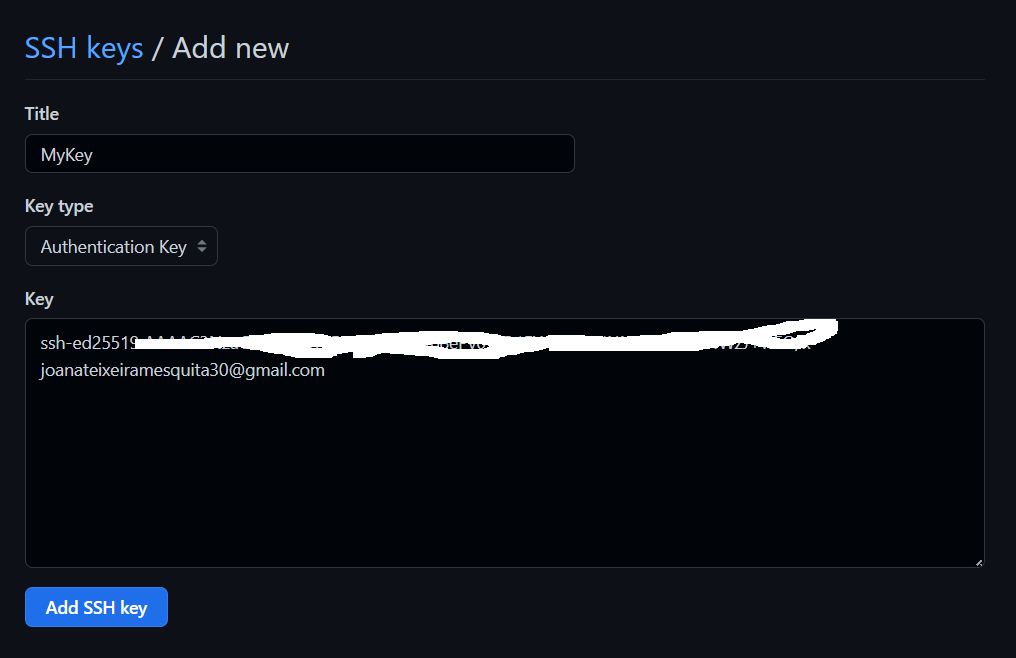 SSH keys / Add new
Title
MyKey
Key type
Authentication Key
Key
ssh-ed25519
joanateixeiramesquita30@gmail.com
Add SSH key